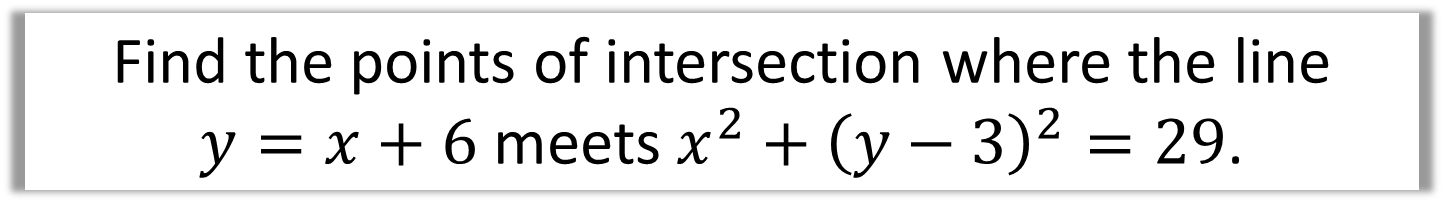 Find the points of intersection where the line
y = x + 6 meets x² + (y − 3)² = 29.